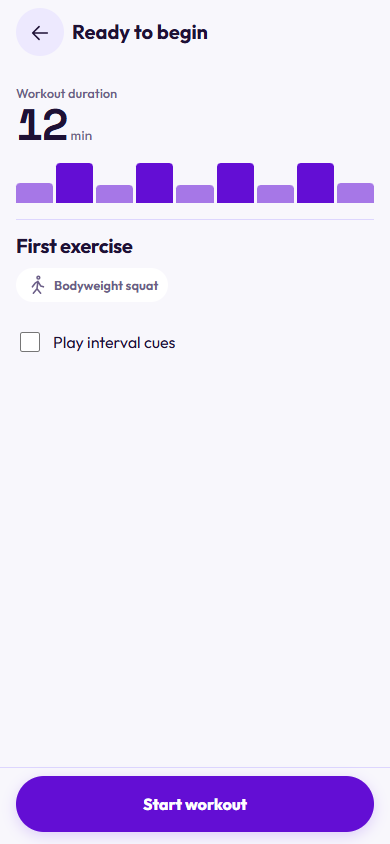 Ready to begin
Workout duration
12 min
First exercise
Bodyweight squat
Play interval cues
Start workout